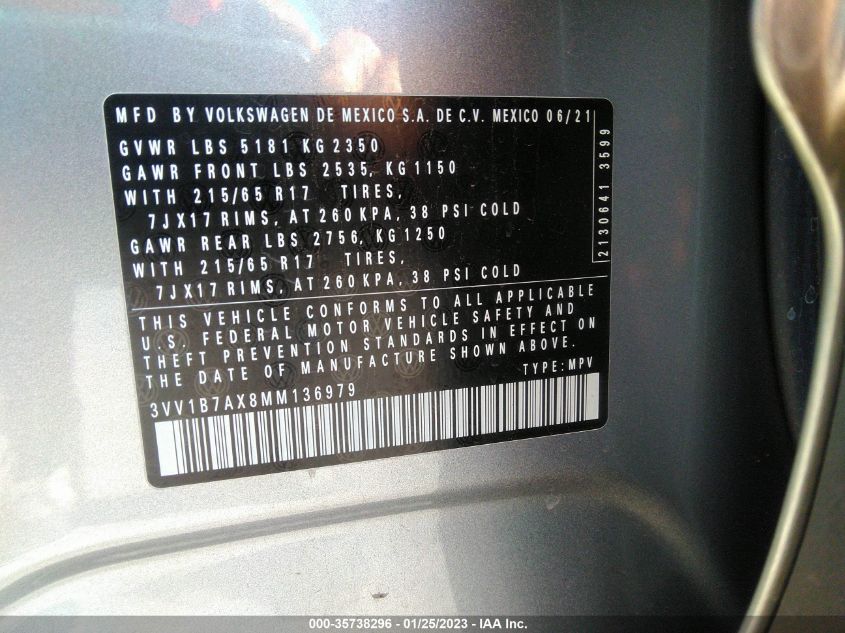 MFD BY VOLKSWAGEN DE MEXICO S.A. DE C.V. MEXICO 06/21
GVWR LBS 5181 KG 2350
GAWR FRONT LBS 2535, KG 1150
WITH 215/65 R17 TIRES,
7JX17 RIMS, AT 260 KPA, 38 PSI COLD
GAWR REAR LBS 2756, KG 1250
WITH 215/65 R17 TIRES,
7JX17 RIMS, AT 260 KPA, 38 PSI COLD
2130641 3599
THIS VEHICLE CONFORMS TO ALL APPLICABLE
U.S. FEDERAL MOTOR VEHICLE SAFETY AND
THEFT PREVENTION STANDARDS IN EFFECT ON
THE DATE OF MANUFACTURE SHOWN ABOVE.
TYPE: MPV
3VV1B7AX8MM136979
000-35738296 - 01/25/2023 - IAA Inc.